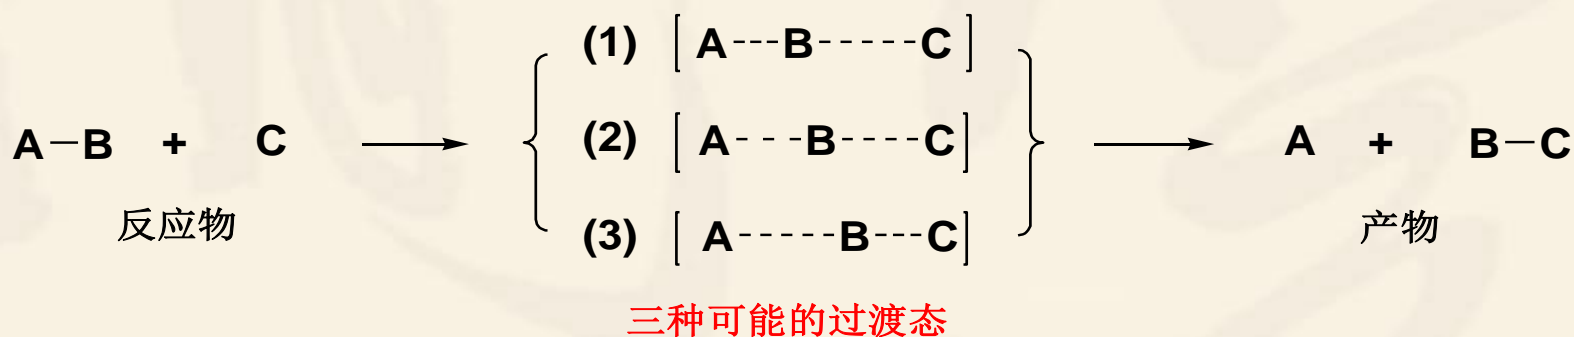 (1) [ A---B-----C ]
A—B + C
(2) [ A---B----C ]
A + B—C
反应物
(3) [ A-----B---C ]
产物
三种可能的过渡态